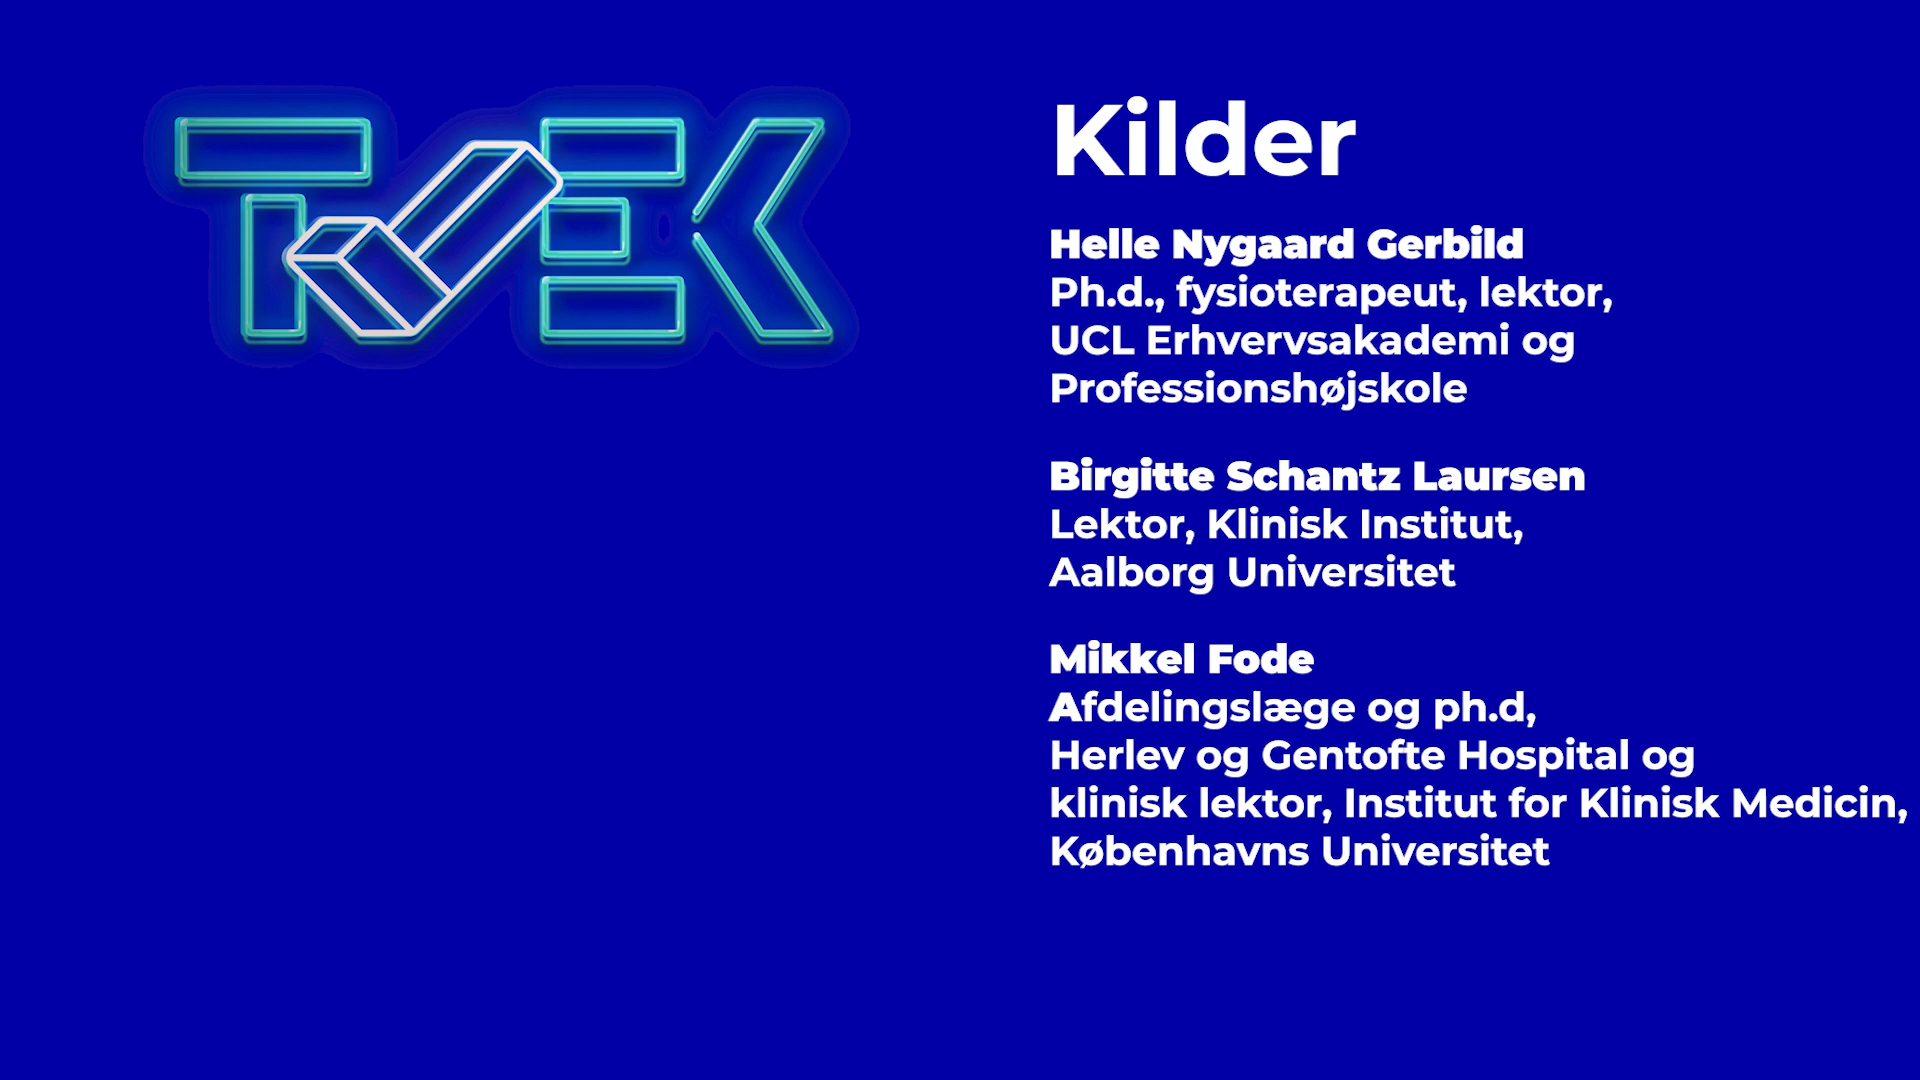 TJEK
Kilder
Helle Nygaard Gerbild
Ph.d., fysioterapeut, lektor,
UCL Erhvervsakademi og
Professionshøjskole
Birgitte Schantz Laursen
Lektor, Klinisk Institut,
Aalborg Universitet
Mikkel Fode
Afdelingslæge og ph.d,
Herlev og Gentofte Hospital og
klinisk lektor, Institut for Klinisk Medicin,
Københavns Universitet